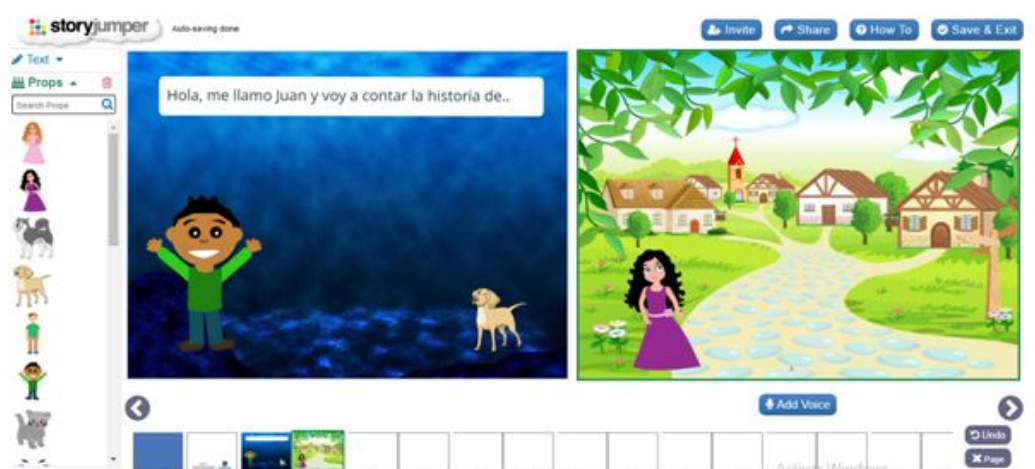 storyjumper
Auto-saving done.
Invite
Share
How To
Save & Exit
Text
Props
Search Props
Hola, me llamo Juan y voy a contar la historia de..
Add Voice
Undo
Page